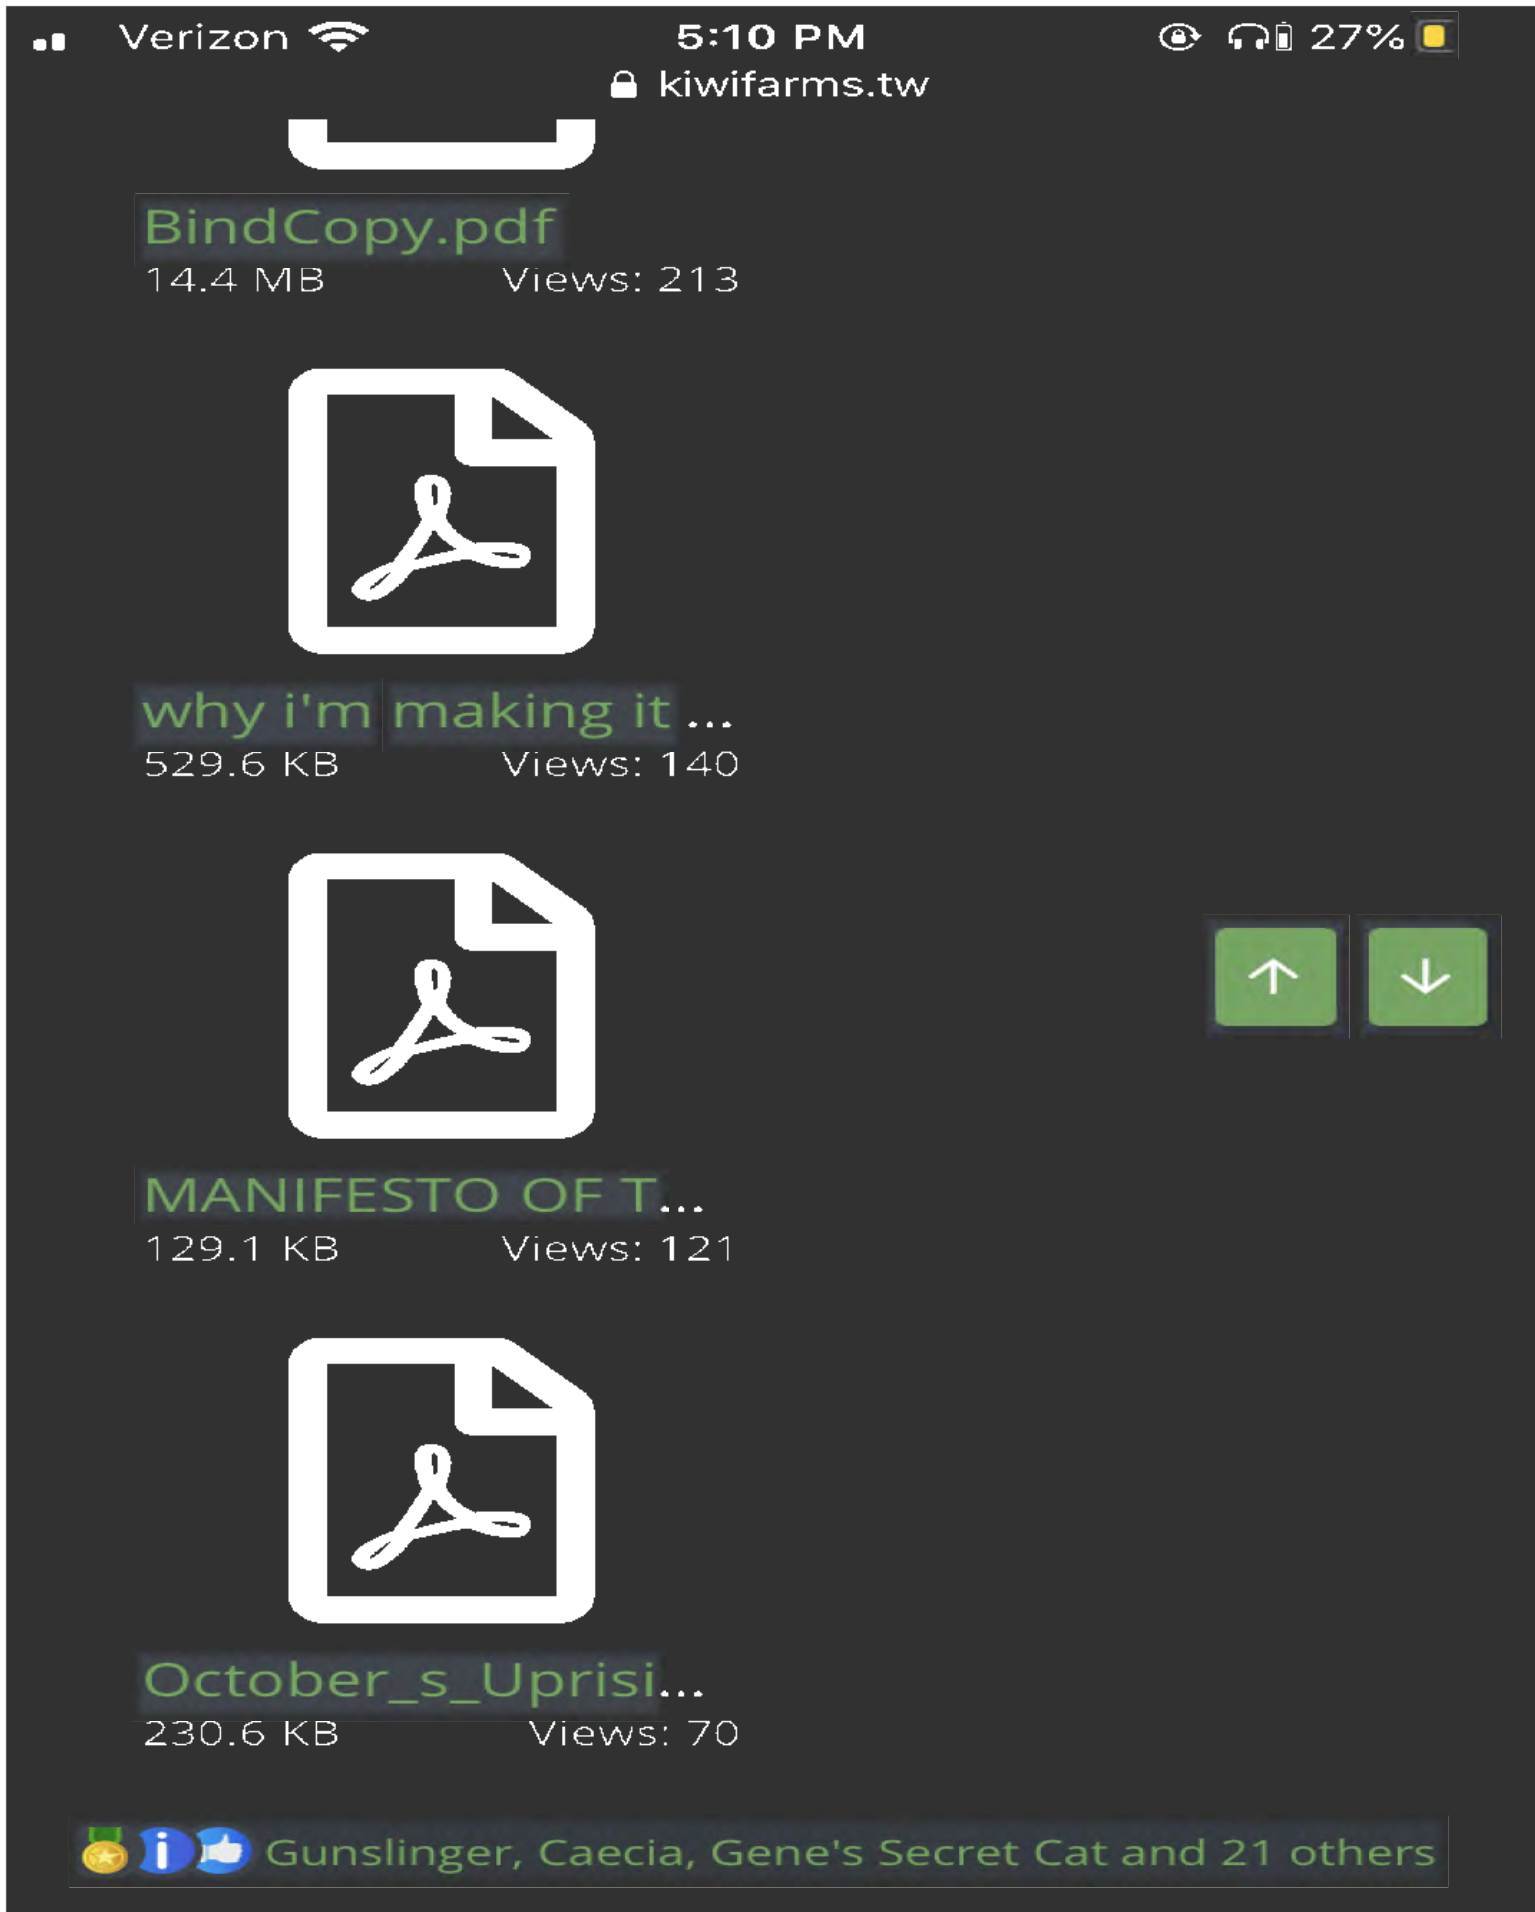 Verizon 5:10 PM 27%
kiwifarms.tw
BindCopy.pdf
14.4 MB Views: 213
why i'm making it ...
529.6 KB Views: 140
MANIFESTO OF T...
129.1 KB Views: 121
October_s_Uprisi...
230.6 KB Views: 70
Gunslinger, Caecia, Gene's Secret Cat and 21 others